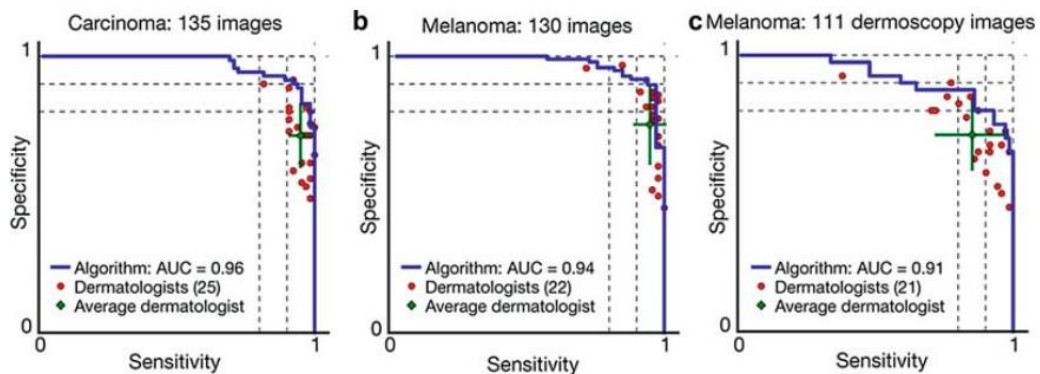 Carcinoma: 135 images
1
Specificity
Algorithm: AUC = 0.96
Dermatologists (25)
Average dermatologist
0
0
1
Sensitivity
b
Melanoma: 130 images
1
Specificity
Algorithm: AUC = 0.94
Dermatologists (22)
Average dermatologist
0
0
1
Sensitivity
c Melanoma: 111 dermoscopy images
1
Specificity
Algorithm: AUC = 0.91
Dermatologists (21)
Average dermatologist
0
0
1
Sensitivity